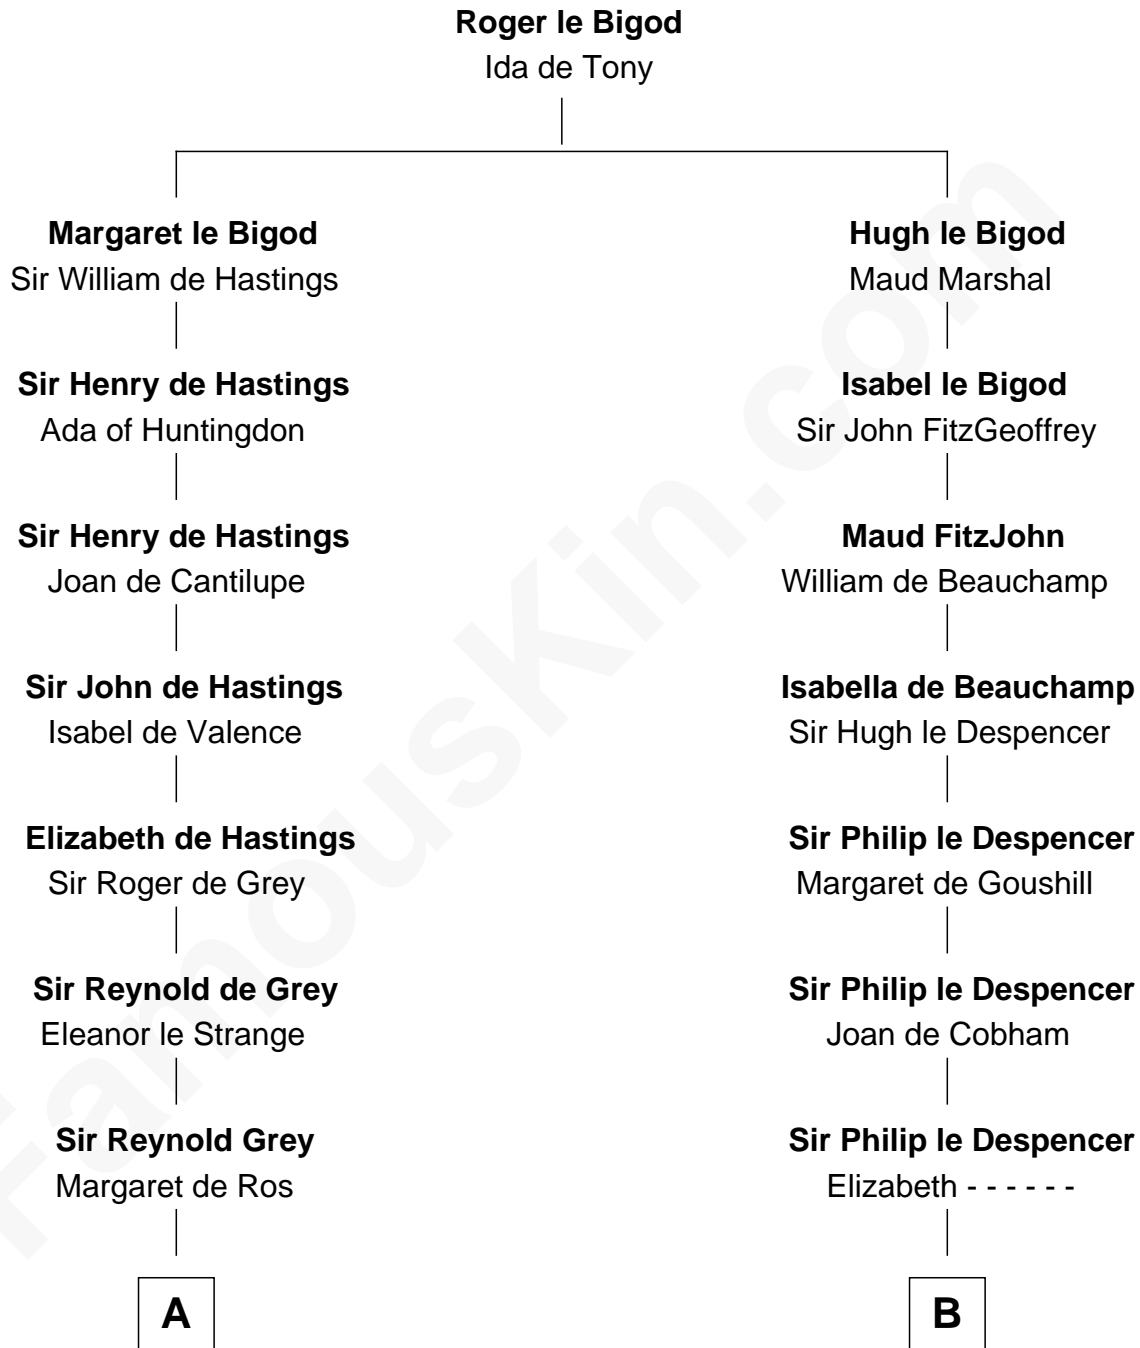 Roger le Bigod
Ida de Tony
Margaret le Bigod
Sir William de Hastings
Hugh le Bigod
Maud Marshal
Sir Henry de Hastings
Ada of Huntingdon
Isabel le Bigod
Sir John FitzGeoffrey
Sir Henry de Hastings
Joan de Cantilupe
Maud FitzJohn
William de Beauchamp
Sir John de Hastings
Isabel de Valence
Isabella de Beauchamp
Sir Hugh le Despencer
Elizabeth de Hastings
Sir Roger de Grey
Sir Philip le Despencer
Margaret de Goushill
Sir Reynold de Grey
Eleanor le Strange
Sir Philip le Despencer
Joan de Cobham
Sir Reynold Grey
Margaret de Ros
Sir Philip le Despencer
Elizabeth - - - - - -
A
B
FamousKin.com